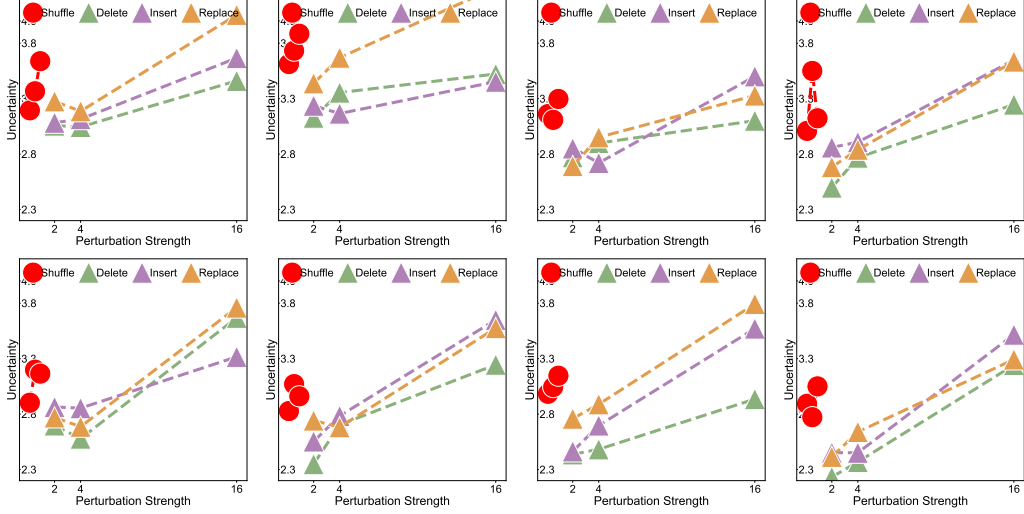 Shuffle Delete Insert Replace
Uncertainty
3.8
3.3
2.8
2.3
2 4 16
Perturbation Strength
Shuffle Delete Insert Replace
Uncertainty
3.8
3.3
2.8
2.3
2 4 16
Perturbation Strength
Shuffle Delete Insert Replace
Uncertainty
3.8
3.3
2.8
2.3
2 4 16
Perturbation Strength
Shuffle Delete Insert Replace
Uncertainty
3.8
3.3
2.8
2.3
2 4 16
Perturbation Strength
Shuffle Delete Insert Replace
Uncertainty
3.8
3.3
2.8
2.3
2 4 16
Perturbation Strength
Shuffle Delete Insert Replace
Uncertainty
3.8
3.3
2.8
2.3
2 4 16
Perturbation Strength
Shuffle Delete Insert Replace
Uncertainty
3.8
3.3
2.8
2.3
2 4 16
Perturbation Strength
Shuffle Delete Insert Replace
Uncertainty
3.8
3.3
2.3
2 4 16
Perturbation Strength